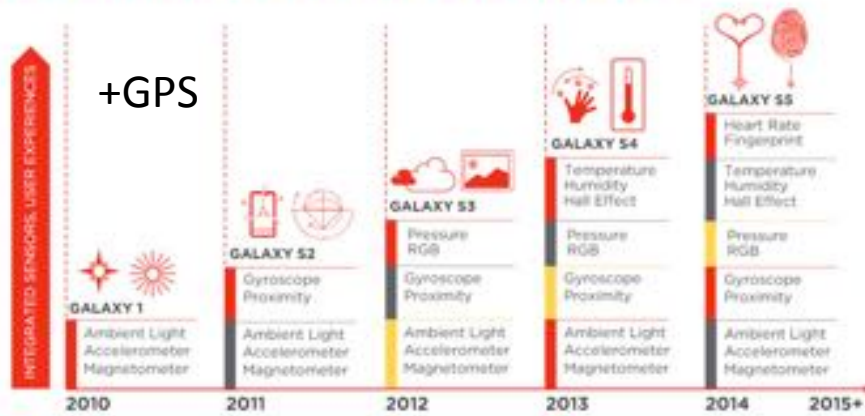 +GPS
INTEGRATED SENSORS, USER EXPERIENCES
GALAXY 1
Ambient Light
Accelerometer
Magnetometer
2010
GALAXY S2
Gyroscope
Proximity
Ambient Light
Accelerometer
Magnetometer
2011
GALAXY S3
Pressure
RGB
Gyroscope
Proximity
Ambient Light
Accelerometer
Magnetometer
2012
GALAXY S4
Temperature
Humidity
Hall Effect
Pressure
RGB
Gyroscope
Proximity
Ambient Light
Accelerometer
Magnetometer
2013
GALAXY S5
Heart Rate
Fingerprint
Temperature
Humidity
Hall Effect
Pressure
RGB
Gyroscope
Proximity
Ambient Light
Accelerometer
Magnetometer
2014
2015+